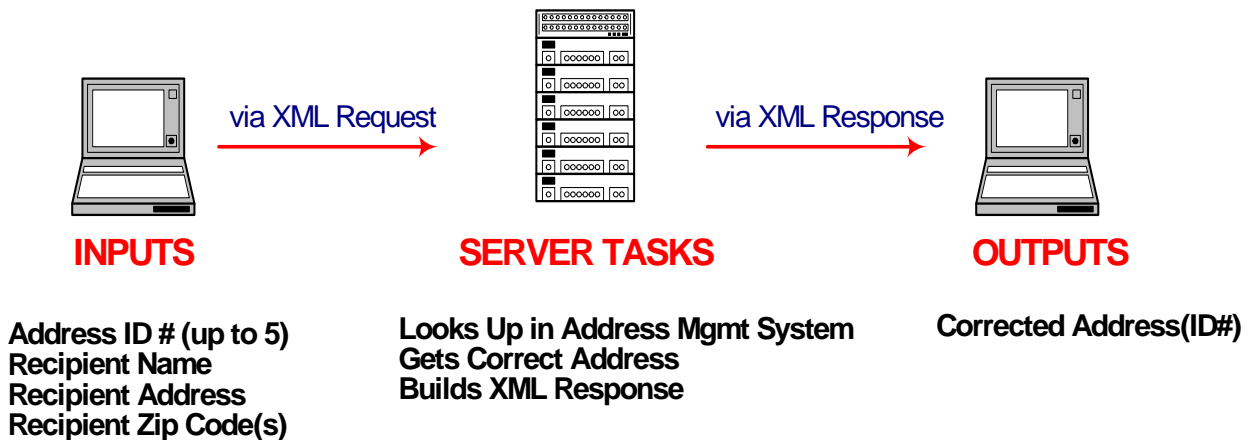 via XML Request
via XML Response
INPUTS
SERVER TASKS
OUTPUTS
Address ID # (up to 5)
Recipient Name
Recipient Address
Recipient Zip Code(s)
Looks Up in Address Mgmt System
Gets Correct Address
Builds XML Response
Corrected Address(ID#)